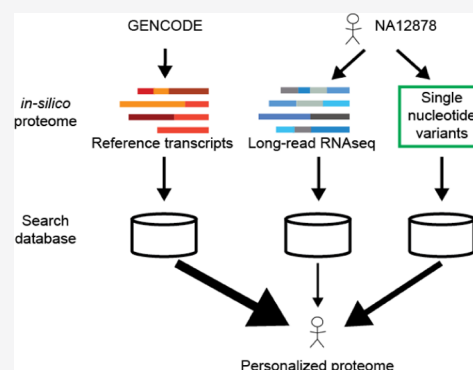 GENCODE
NA12878
in-silico
proteome
Reference transcripts
Long-read RNAseq
Single
nucleotide
variants
Search
database
Personalized proteome